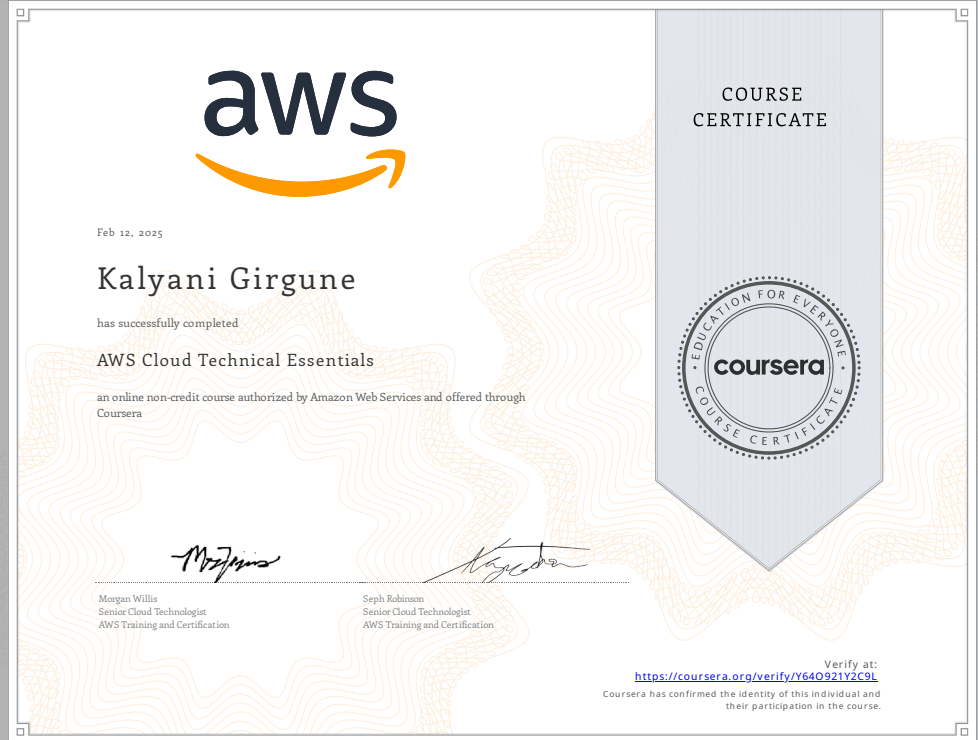 aws
COURSE
CERTIFICATE
Feb 12, 2025
Kalyani Girgune
has successfully completed
AWS Cloud Technical Essentials
an online non-credit course authorized by Amazon Web Services and offered through
Coursera
EDUCATION FOR EVERYONE
coursera
COURSE CERTIFICATE
Morgan Willis
Senior Cloud Technologist
AWS Training and Certification
Seph Robinson
Senior Cloud Technologist
AWS Training and Certification
Verify at:
https://coursera.org/verify/Y64O921Y2C9L
Coursera has confirmed the identity of this individual and
their participation in the course.